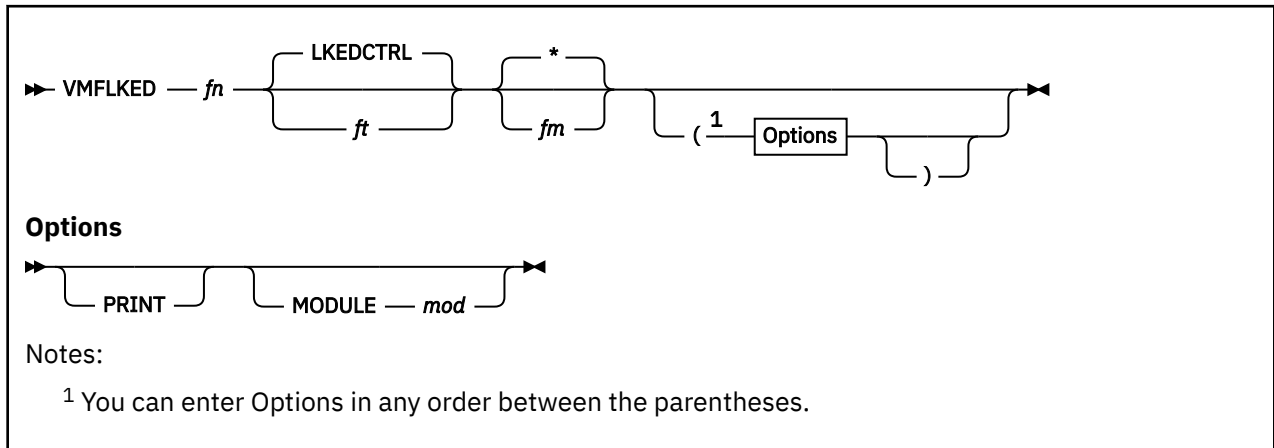 LKEDCTRL *
VMFLKED fn
ft fm
( 1 Options
)
Options
PRINT MODULE mod
Notes:
1 You can enter Options in any order between the parentheses.